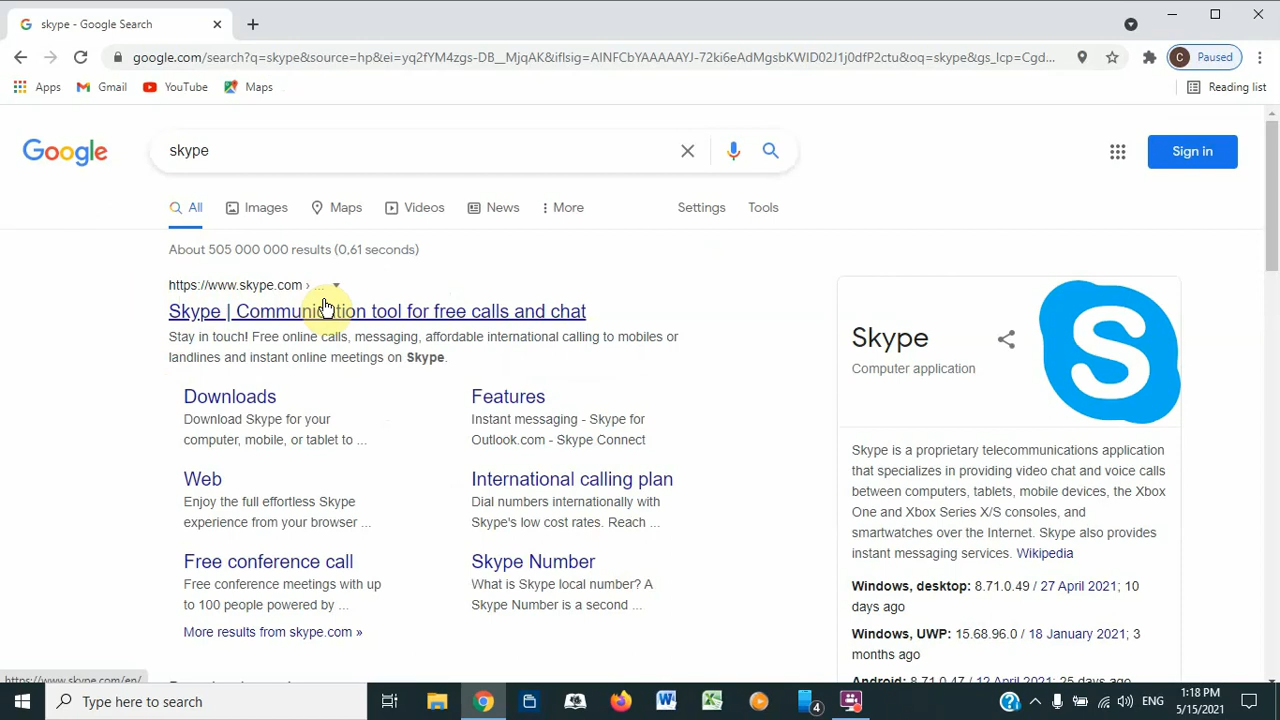 skype - Google Search
google.com/search?q=skype&source=hp&ei=yq2fYM4zgs-DB__MjqAK&iflsig=AINFCbYAAAAAYJ-72ki6eAdMgsbKWID02J1j0dfP2ctu&oq=skype&gs_lcp=Cgd...
C Paused
Apps Gmail YouTube Maps Reading list
Google
skype
Sign in
All Images Maps Videos News More Settings Tools
About 505 000 000 results (0,61 seconds)
https://www.skype.com › ...
Skype | Communication tool for free calls and chat
Stay in touch! Free online calls, messaging, affordable international calling to mobiles or
landlines and instant online meetings on Skype.
Downloads
Download Skype for your
computer, mobile, or tablet to ...
Features
Instant messaging - Skype for
Outlook.com - Skype Connect
Web
Enjoy the full effortless Skype
experience from your browser ...
International calling plan
Dial numbers internationally with
Skype's low cost rates. Reach ...
Free conference call
Free conference meetings with up
to 100 people powered by ...
Skype Number
What is Skype local number? A
Skype Number is a second ...
More results from skype.com »
Skype
Computer application
S
Skype is a proprietary telecommunications application
that specializes in providing video chat and voice calls
between computers, tablets, mobile devices, the Xbox
One and Xbox Series X/S consoles, and
smartwatches over the Internet. Skype also provides
instant messaging services. Wikipedia
Windows, desktop: 8.71.0.49 / 27 April 2021; 10
days ago
Windows, UWP: 15.68.96.0 / 18 January 2021; 3
months ago
Android: 8.71.0.47 / 12 April 2021; 25 days ago
https://www.skype.com/en/
Type here to search
4
ENG
1:18 PM
5/15/2021